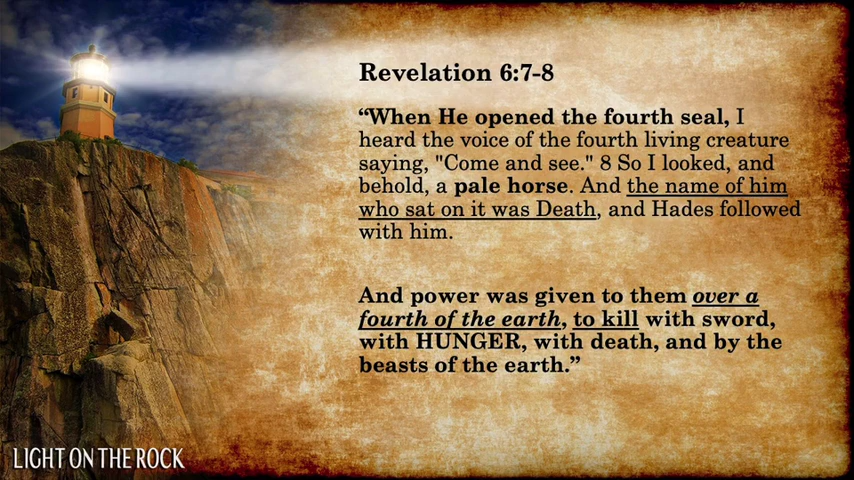 Revelation 6:7-8
“When He opened the fourth seal, I
heard the voice of the fourth living creature
saying, "Come and see." 8 So I looked, and
behold, a pale horse. And the name of him
who sat on it was Death, and Hades followed
with him.
And power was given to them over a
fourth of the earth, to kill with sword,
with HUNGER, with death, and by the
beasts of the earth.”
LIGHT ON THE ROCK